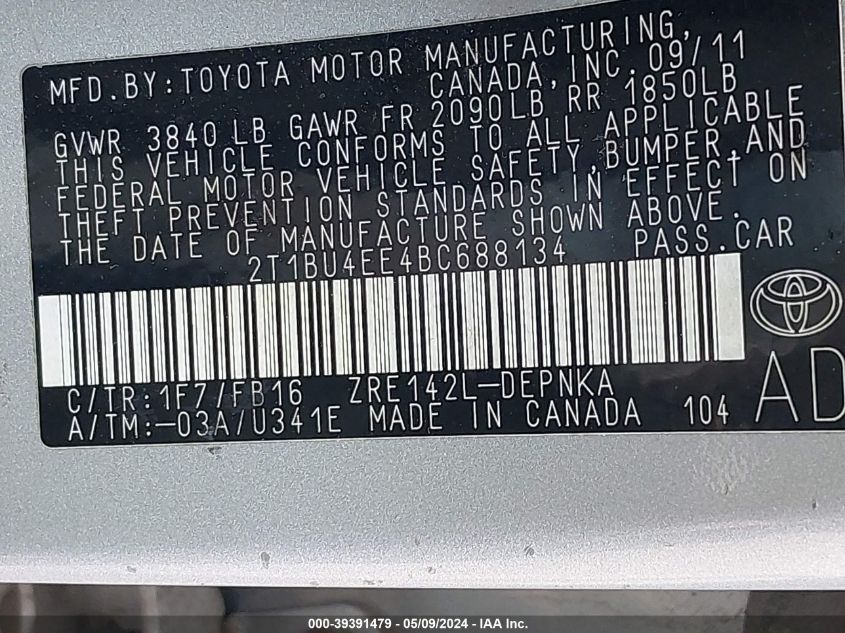 MFD.BY:TOYOTA MOTOR MANUFACTURING,
CANADA,INC. 09/11
GVWR 3840 LB GAWR FR 2090LB RR 1850LB
THIS VEHICLE CONFORMS TO ALL APPLICABLE
FEDERAL MOTOR VEHICLE SAFETY,BUMPER,AND
THEFT PREVENTION STANDARDS IN EFFECT ON
THE DATE OF MANUFACTURE SHOWN ABOVE.
2T1BU4EE4BC688134 PASS.CAR
C/TR:1F7/FB16 ZRE142L-DEPNKA
A/TM:-03A/U341E MADE IN CANADA 104 AD
000-39391479 - 05/09/2024 - IAA Inc.